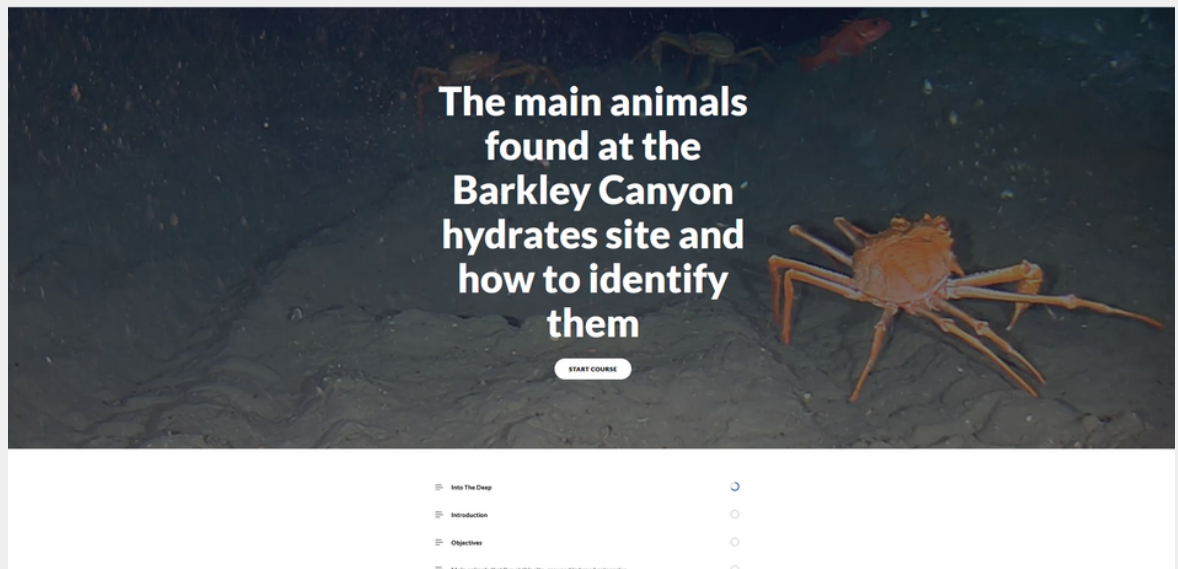 The main animals
found at the
Barkley Canyon
hydrates site and
how to identify
them
START COURSE
Into The Deep
Introduction
Objectives